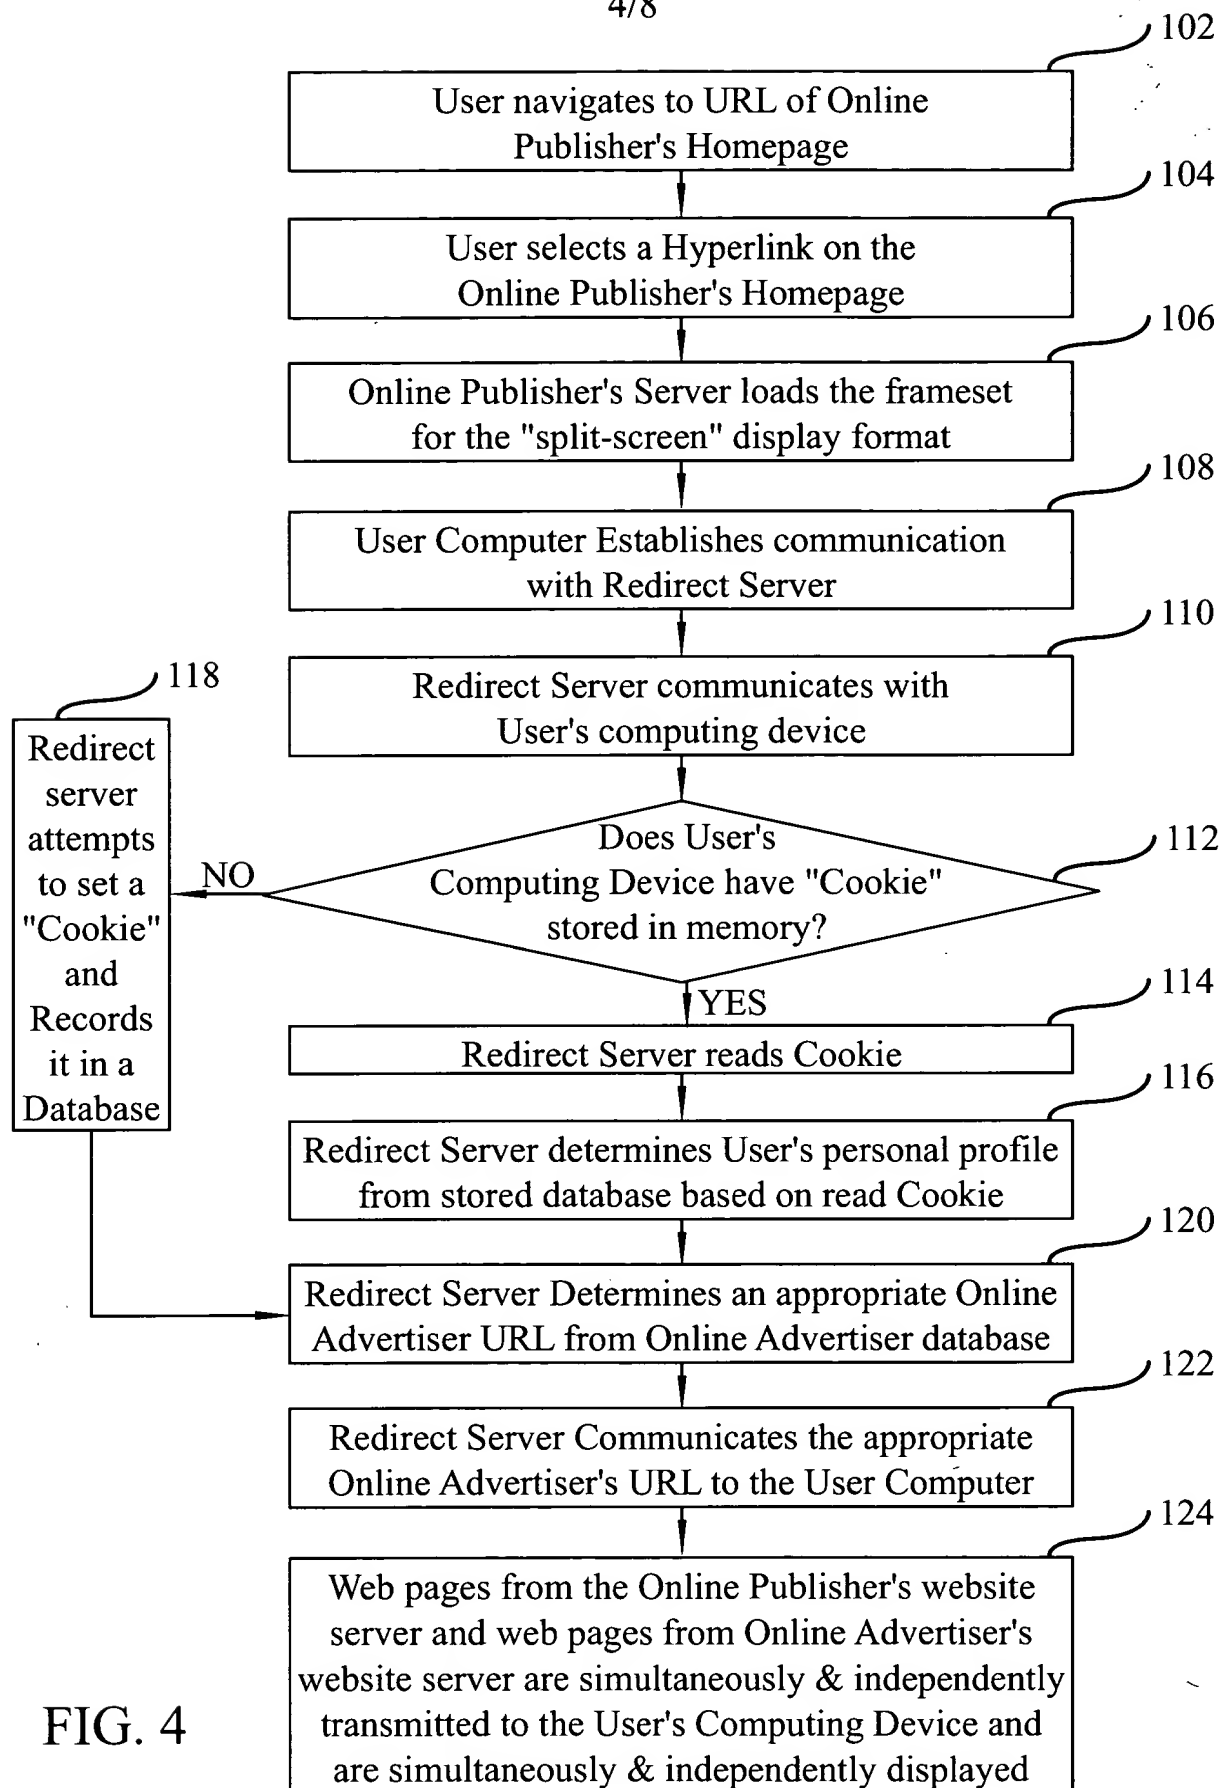 4/8
102
User navigates to URL of Online
Publisher's Homepage
104
User selects a Hyperlink on the
Online Publisher's Homepage
106
Online Publisher's Server loads the frameset
for the "split-screen" display format
108
User Computer Establishes communication
with Redirect Server
110
Redirect Server communicates with
User's computing device
118
Redirect
server
attempts
to set a
"Cookie"
and
Records
it in a
Database
NO
Does User's
Computing Device have "Cookie"
stored in memory?
112
YES
114
Redirect Server reads Cookie
116
Redirect Server determines User's personal profile
from stored database based on read Cookie
120
Redirect Server Determines an appropriate Online
Advertiser URL from Online Advertiser database
122
Redirect Server Communicates the appropriate
Online Advertiser's URL to the User Computer
124
Web pages from the Online Publisher's website
server and web pages from Online Advertiser's
website server are simultaneously & independently
transmitted to the User's Computing Device and
are simultaneously & independently displayed
FIG. 4